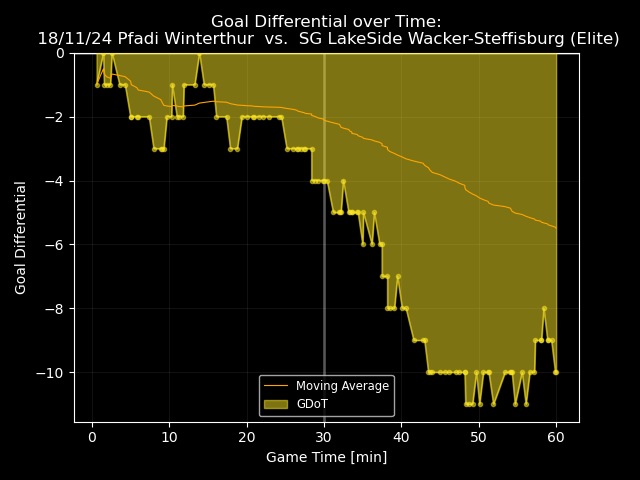 Goal Differential over Time:
18/11/24 Pfadi Winterthur  vs.  SG LakeSide Wacker-Steffisburg (Elite)
Goal Differential
0
−2
−4
−6
−8
−10
Moving Average
GDoT
0 10 20 30 40 50 60
Game Time [min]